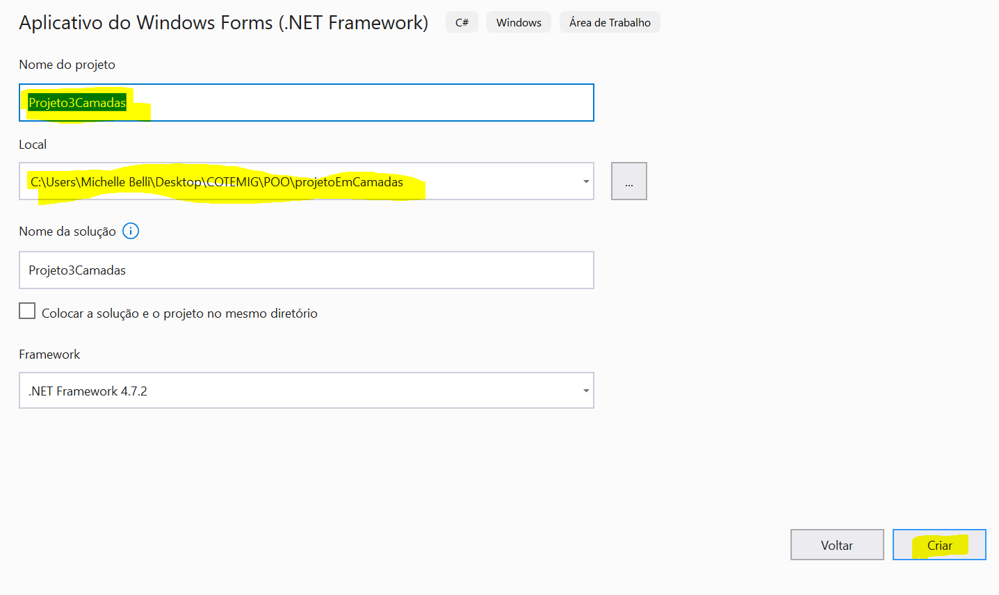 Aplicativo do Windows Forms (.NET Framework) C# Windows Área de Trabalho
Nome do projeto
Projeto3Camadas
Local
C:\Users\Michelle Belli\Desktop\COTEMIG\POO\projetoEmCamadas
...
Nome da solução
Projeto3Camadas
Colocar a solução e o projeto no mesmo diretório
Framework
.NET Framework 4.7.2
Voltar Criar